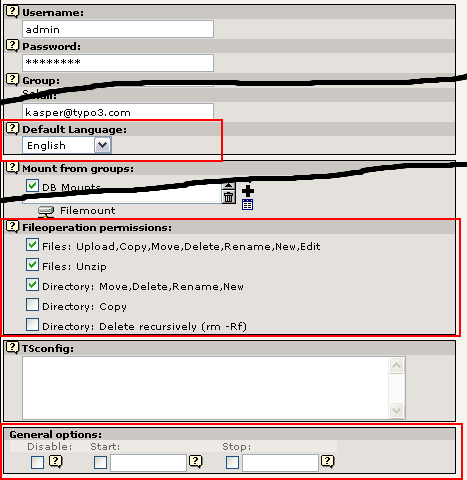 Username:
admin
Password:
********
Group:
kasper@typo3.com
Default Language:
English
Mount from groups:
DB Mounts
Filemount
Fileoperation permissions:
Files: Upload,Copy,Move,Delete,Rename,New,Edit
Files: Unzip
Directory: Move,Delete,Rename,New
Directory: Copy
Directory: Delete recursively (rm -Rf)
TSconfig:
General options:
Disable: Start: Stop: